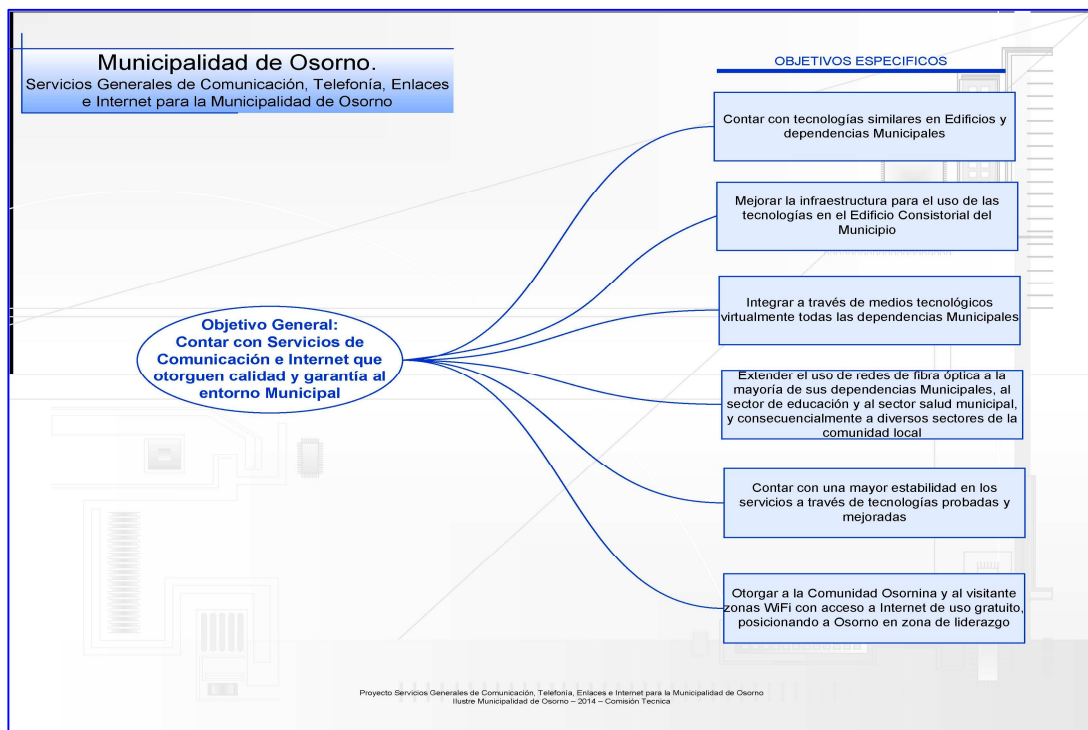 Municipalidad de Osorno.
Servicios Generales de Comunicación, Telefonía, Enlaces
e Internet para la Municipalidad de Osorno
OBJETIVOS ESPECIFICOS
Contar con tecnologías similares en Edificios y
dependencias Municipales
Mejorar la infraestructura para el uso de las
tecnologías en el Edificio Consistorial del
Municipio
Integrar a través de medios tecnológicos
virtualmente todas las dependencias Municipales
Objetivo General:
Contar con Servicios de
Comunicación e Internet que
otorguen calidad y garantía al
entorno Municipal
Extender el uso de redes de fibra óptica a la
mayoría de sus dependencias Municipales, al
sector de educación y al sector salud municipal,
y consecuencialmente a diversos sectores de la
comunidad local
Contar con una mayor estabilidad en los
servicios a través de tecnologías probadas y
mejoradas
Otorgar a la Comunidad Osornina y al visitante
zonas WiFi con acceso a Internet de uso gratuito,
posicionando a Osorno en zona de liderazgo
Proyecto Servicios Generales de Comunicación, Telefonía, Enlaces e Internet para la Municipalidad de Osorno
Ilustre Municipalidad de Osorno – 2014 – Comisión Tecnica